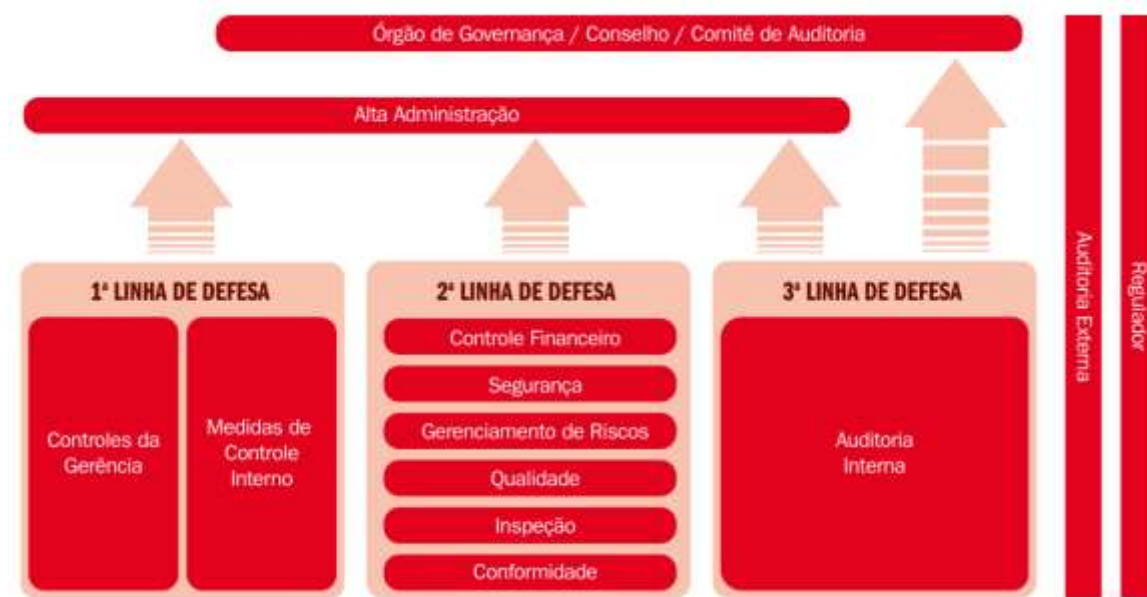 Órgão de Governança / Conselho / Comitê de Auditoria
Alta Administração
1ª LINHA DE DEFESA
Controles da
Gerência
Medidas de
Controle
Interno
2ª LINHA DE DEFESA
Controle Financeiro
Segurança
Gerenciamento de Riscos
Qualidade
Inspeção
Conformidade
3ª LINHA DE DEFESA
Auditoria
Interna
Auditoria Externa
Regulador